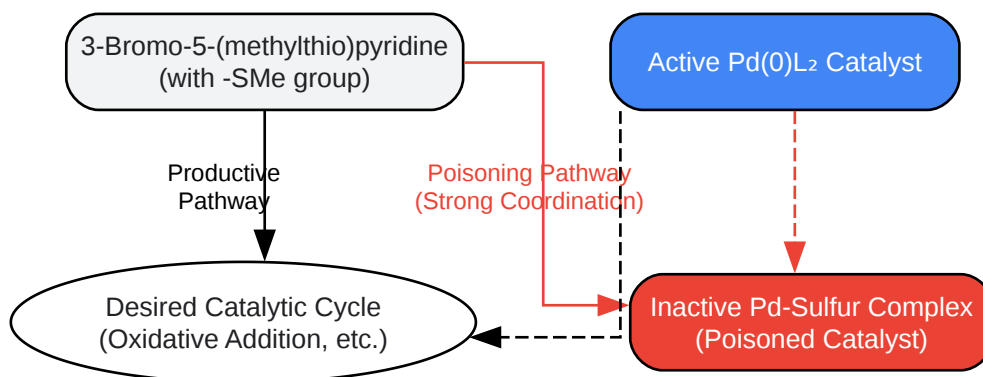 3-Bromo-5-(methylthio)pyridine
(with -SMe group)
Active Pd(0)L₂ Catalyst
Productive
Pathway
Poisoning Pathway
(Strong Coordination)
Desired Catalytic Cycle
(Oxidative Addition, etc.)
Inactive Pd-Sulfur Complex
(Poisoned Catalyst)